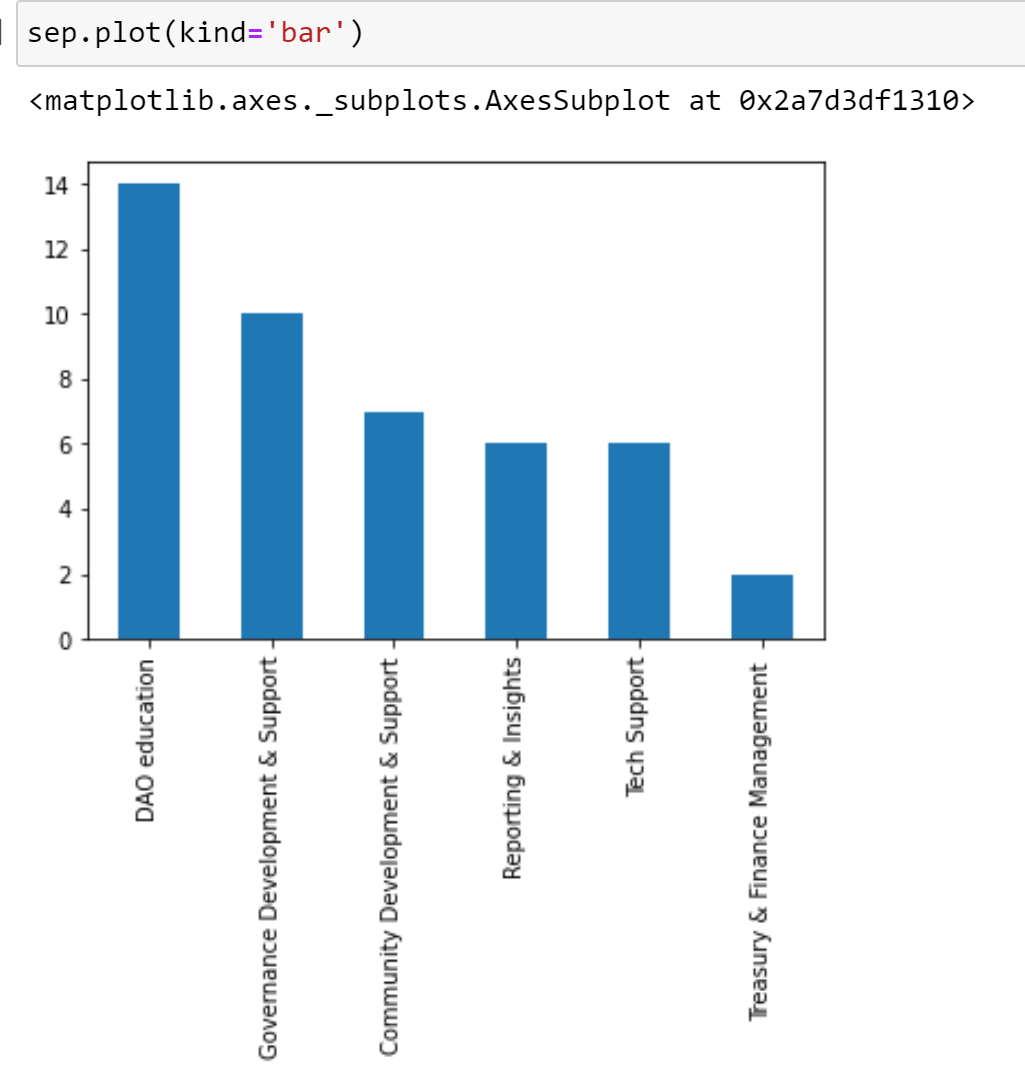 sep.plot(kind='bar')
<matplotlib.axes._subplots.AxesSubplot at 0x2a7d3df1310>
14
12
10
8
6
4
2
0
DAO education
Governance Development & Support
Community Development & Support
Reporting & Insights
Tech Support
Treasury & Finance Management